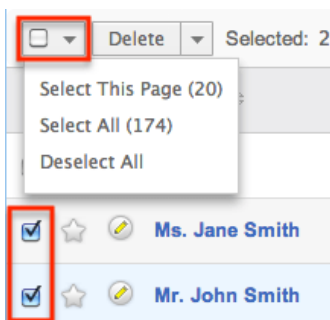 Delete Selected: 2
Select This Page (20)
Select All (174)
Deselect All
Ms. Jane Smith
Mr. John Smith